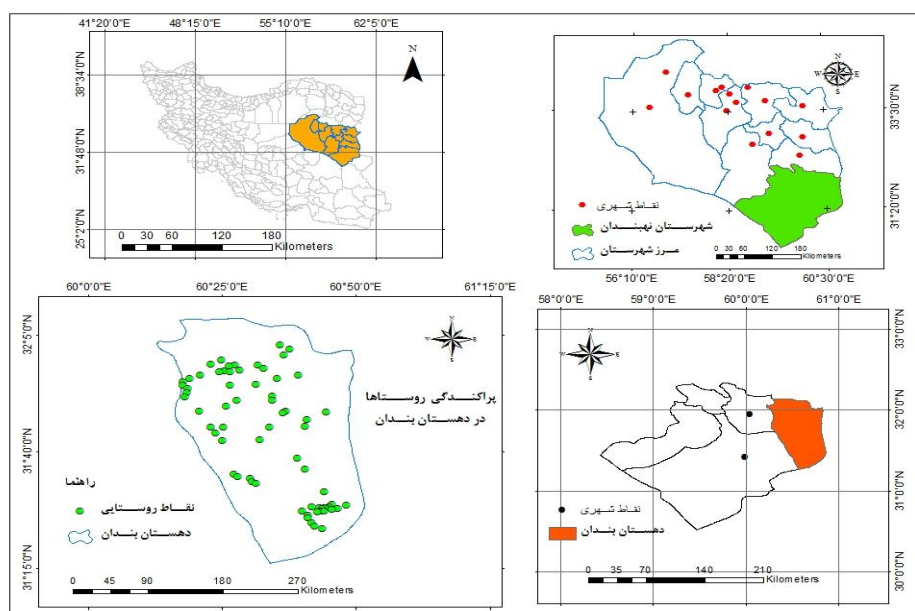 41°20'0"E 48°15'0"E 55°10'0"E 62°5'0"E
38°34'0"N
31°48'0"N
25°2'0"N
N
0 30 60 120 180
Kilometers
N
W E
S
33°30'0"N
31°20'0"N
نقاط شهری
شهرستان نهبندان
مرز شهرستان
0 30 60 120 180
Kilometers
56°10'0"E 58°20'0"E 60°30'0"E
60°0'0"E 60°25'0"E 60°50'0"E 61°15'0"E
32°5'0"N
31°40'0"N
31°15'0"N
N
W E
S
پراکندگی روستاها
در دهستان بندان
راهنما
نقاط روستایی
دهستان بندان
0 45 90 180 270
Kilometers
58°0'0"E 59°0'0"E 60°0'0"E 61°0'0"E
33°0'0"N
32°0'0"N
31°0'0"N
30°0'0"N
N
W E
S
نقاط شهری
دهستان بندان
0 35 70 140 210
Kilometers